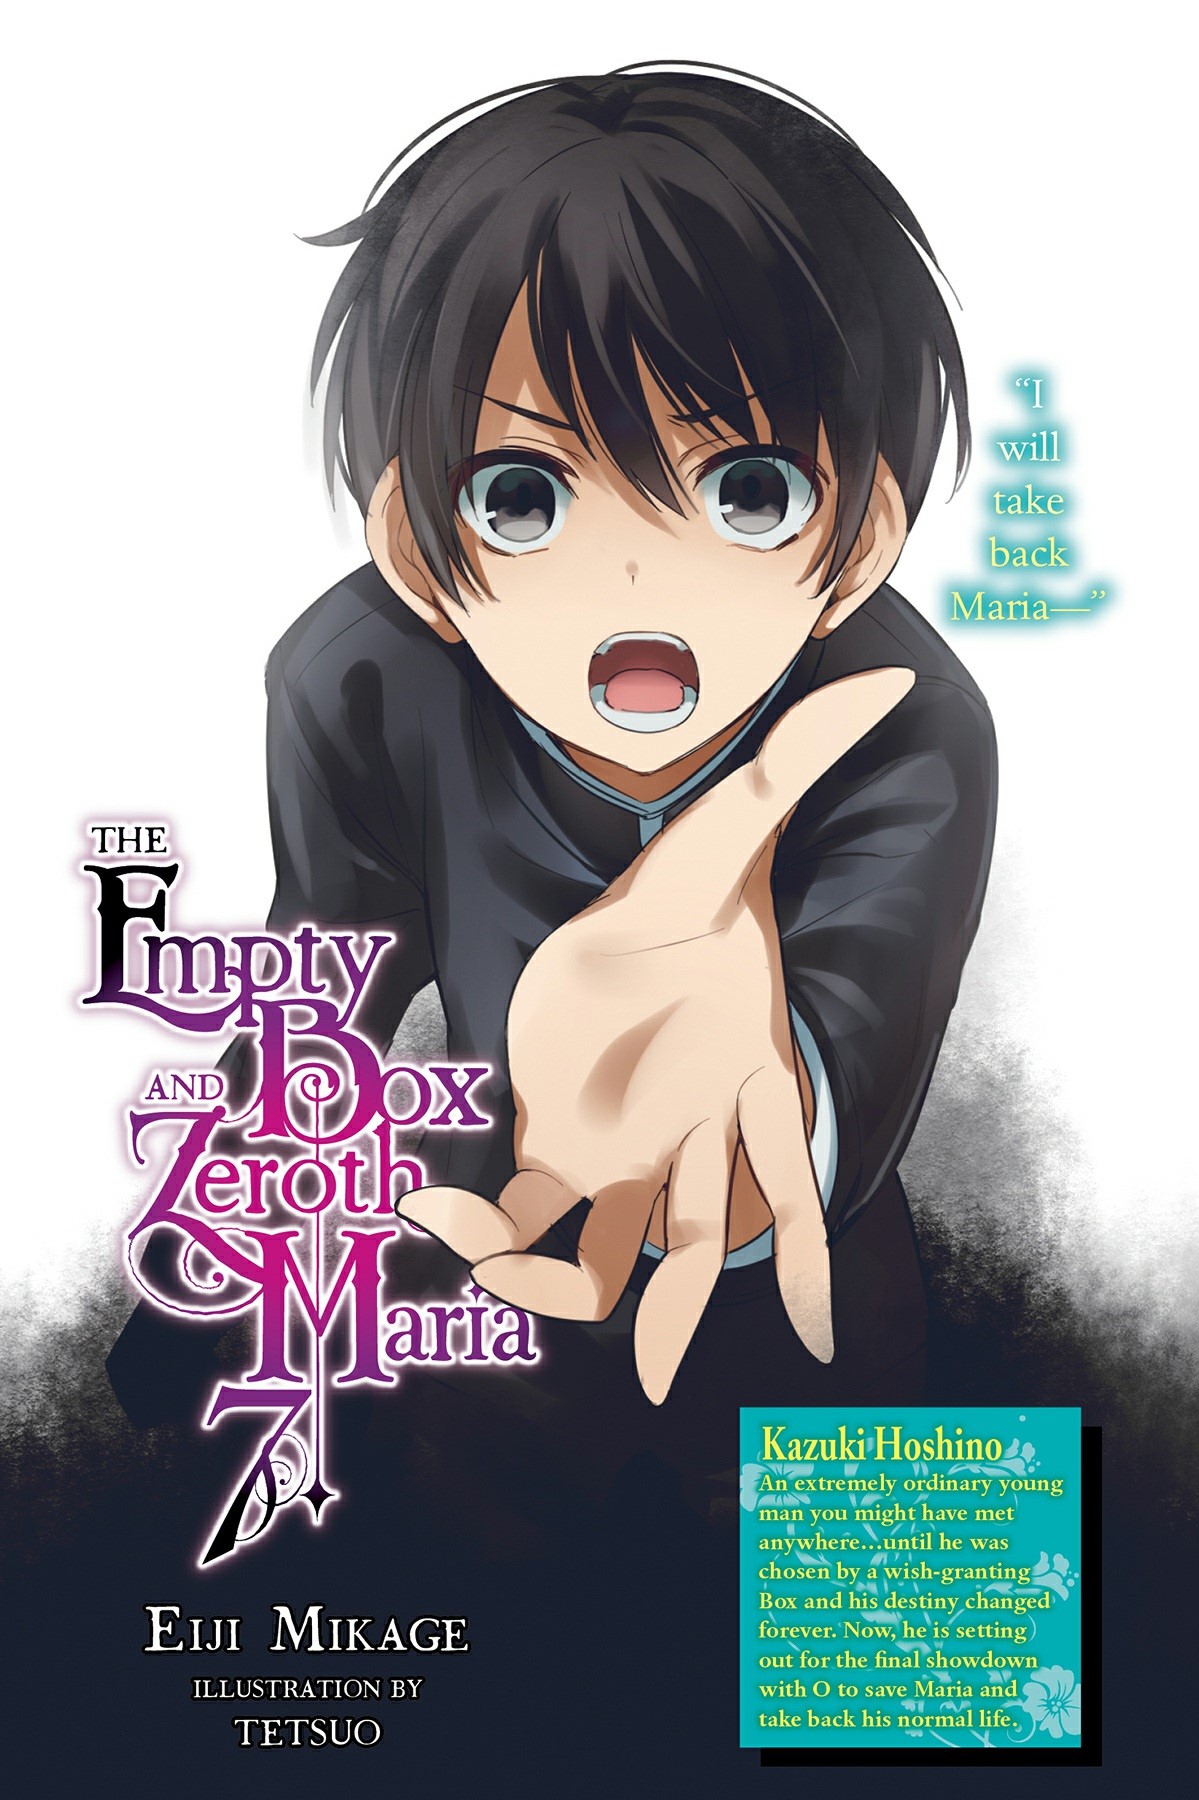 “I
will
take
back
Maria—”
THE
Empty
Box
AND
Zeroth
Maria
7
EIJI MIKAGE
ILLUSTRATION BY
TETSUO
Kazuki Hoshino
An extremely ordinary young
man you might have met
anywhere...until he was
chosen by a wish-granting
Box and his destiny changed
forever. Now, he is setting
out for the final showdown
with O to save Maria and
take back his normal life.